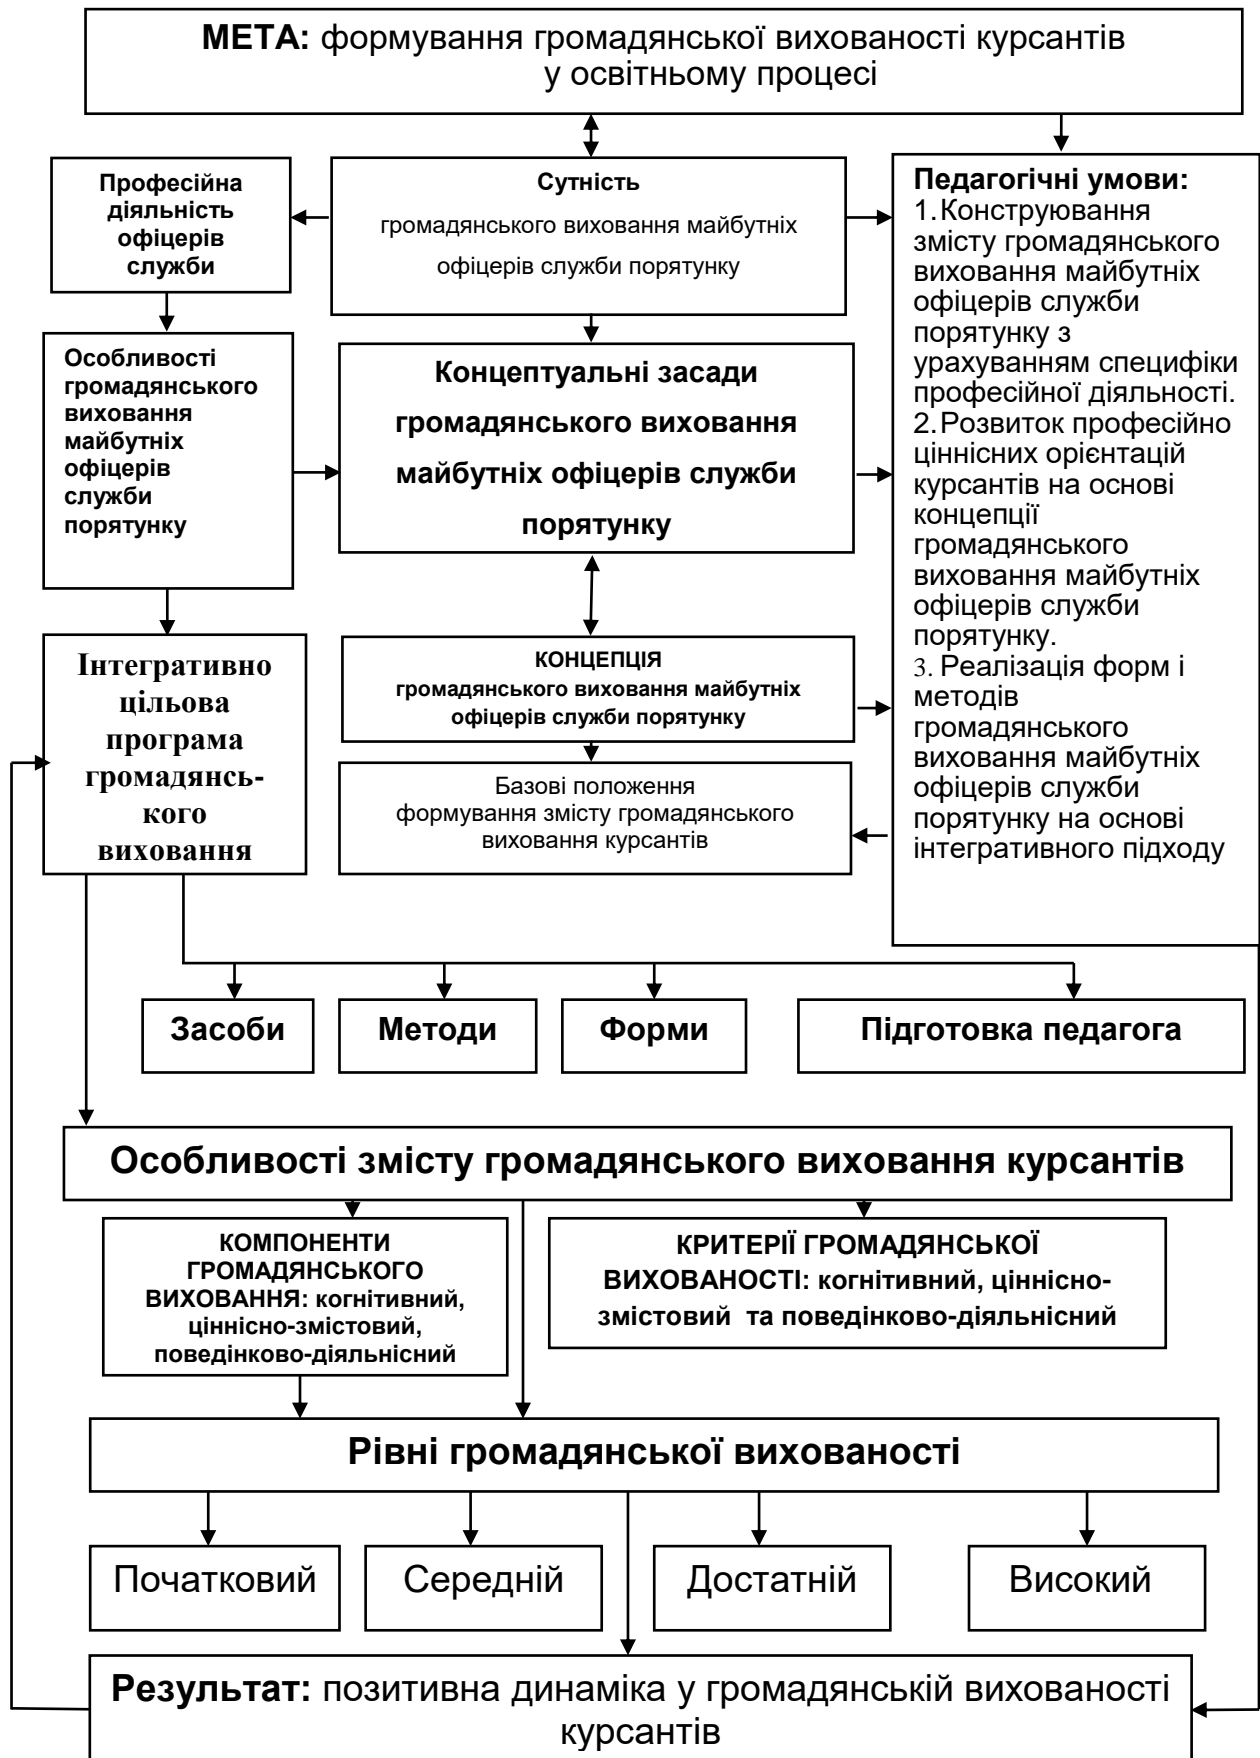 МЕТА: формування громадянської вихованості курсантів
у освітньому процесі
Професійна
діяльність
офіцерів
служби
Сутність
громадянського виховання майбутніх
офіцерів служби порятунку
Педагогічні умови:
1.Конструювання
змісту громадянського
виховання майбутніх
офіцерів служби
порятунку з
урахуванням специфіки
професійної діяльності.
2.Розвиток професійно
ціннісних орієнтацій
курсантів на основі
концепції
громадянського
виховання майбутніх
офіцерів служби
порятунку.
3. Реалізація форм і
методів
громадянського
виховання майбутніх
офіцерів служби
порятунку на основі
інтегративного підходу
Особливості
громадянського
виховання
майбутніх
офіцерів
служби
порятунку
Концептуальні засади
громадянського виховання
майбутніх офіцерів служби
порятунку
Інтегративно
цільова
програма
громадянсь-
кого
виховання
КОНЦЕПЦІЯ
громадянського виховання майбутніх
офіцерів служби порятунку
Базові положення
формування змісту громадянського
виховання курсантів
Засоби
Методи
Форми
Підготовка педагога
Особливості змісту громадянського виховання курсантів
КОМПОНЕНТИ
ГРОМАДЯНСЬКОГО
ВИХОВАННЯ: когнітивний,
ціннісно-змістовий,
поведінково-діяльнісний
КРИТЕРІЇ ГРОМАДЯНСЬКОЇ
ВИХОВАНОСТІ: когнітивний, ціннісно-
змістовий та поведінково-діяльнісний
Рівні громадянської вихованості
Початковий
Середній
Достатній
Високий
Результат: позитивна динаміка у громадянській вихованості
курсантів